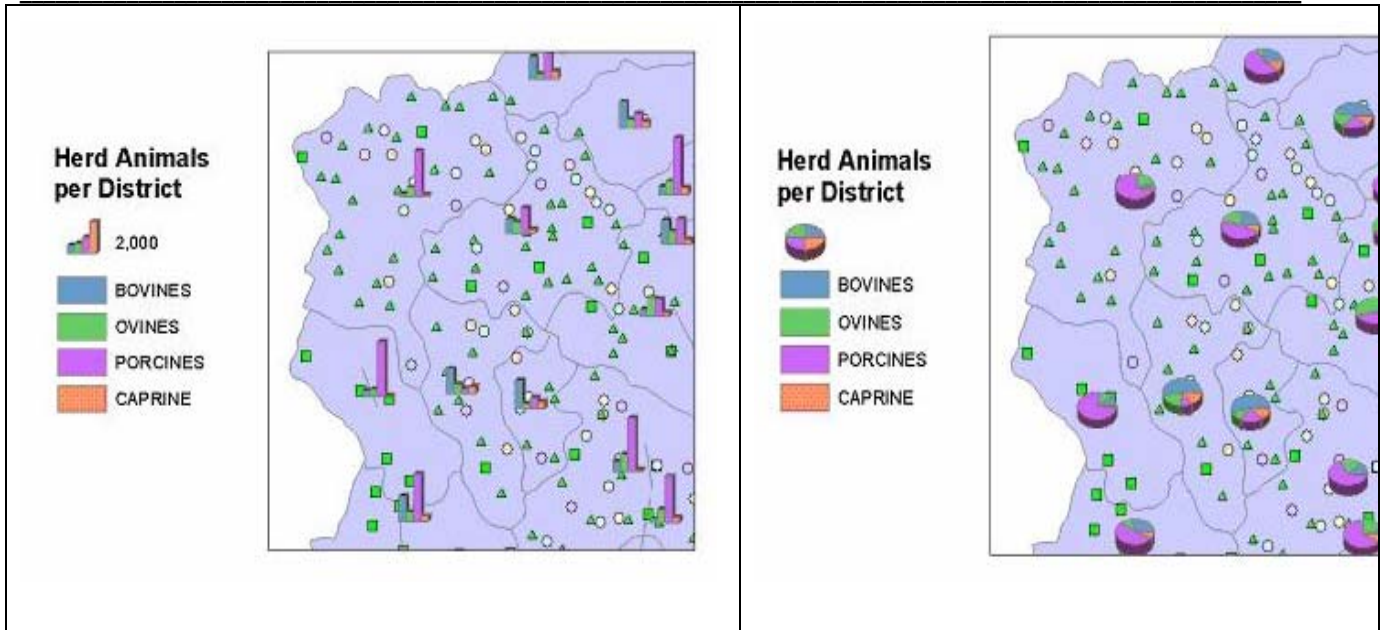 Herd Animals
per District
2,000
BOVINES
OVINES
PORCINES
CAPRINE
Herd Animals
per District
BOVINES
OVINES
PORCINES
CAPRINE